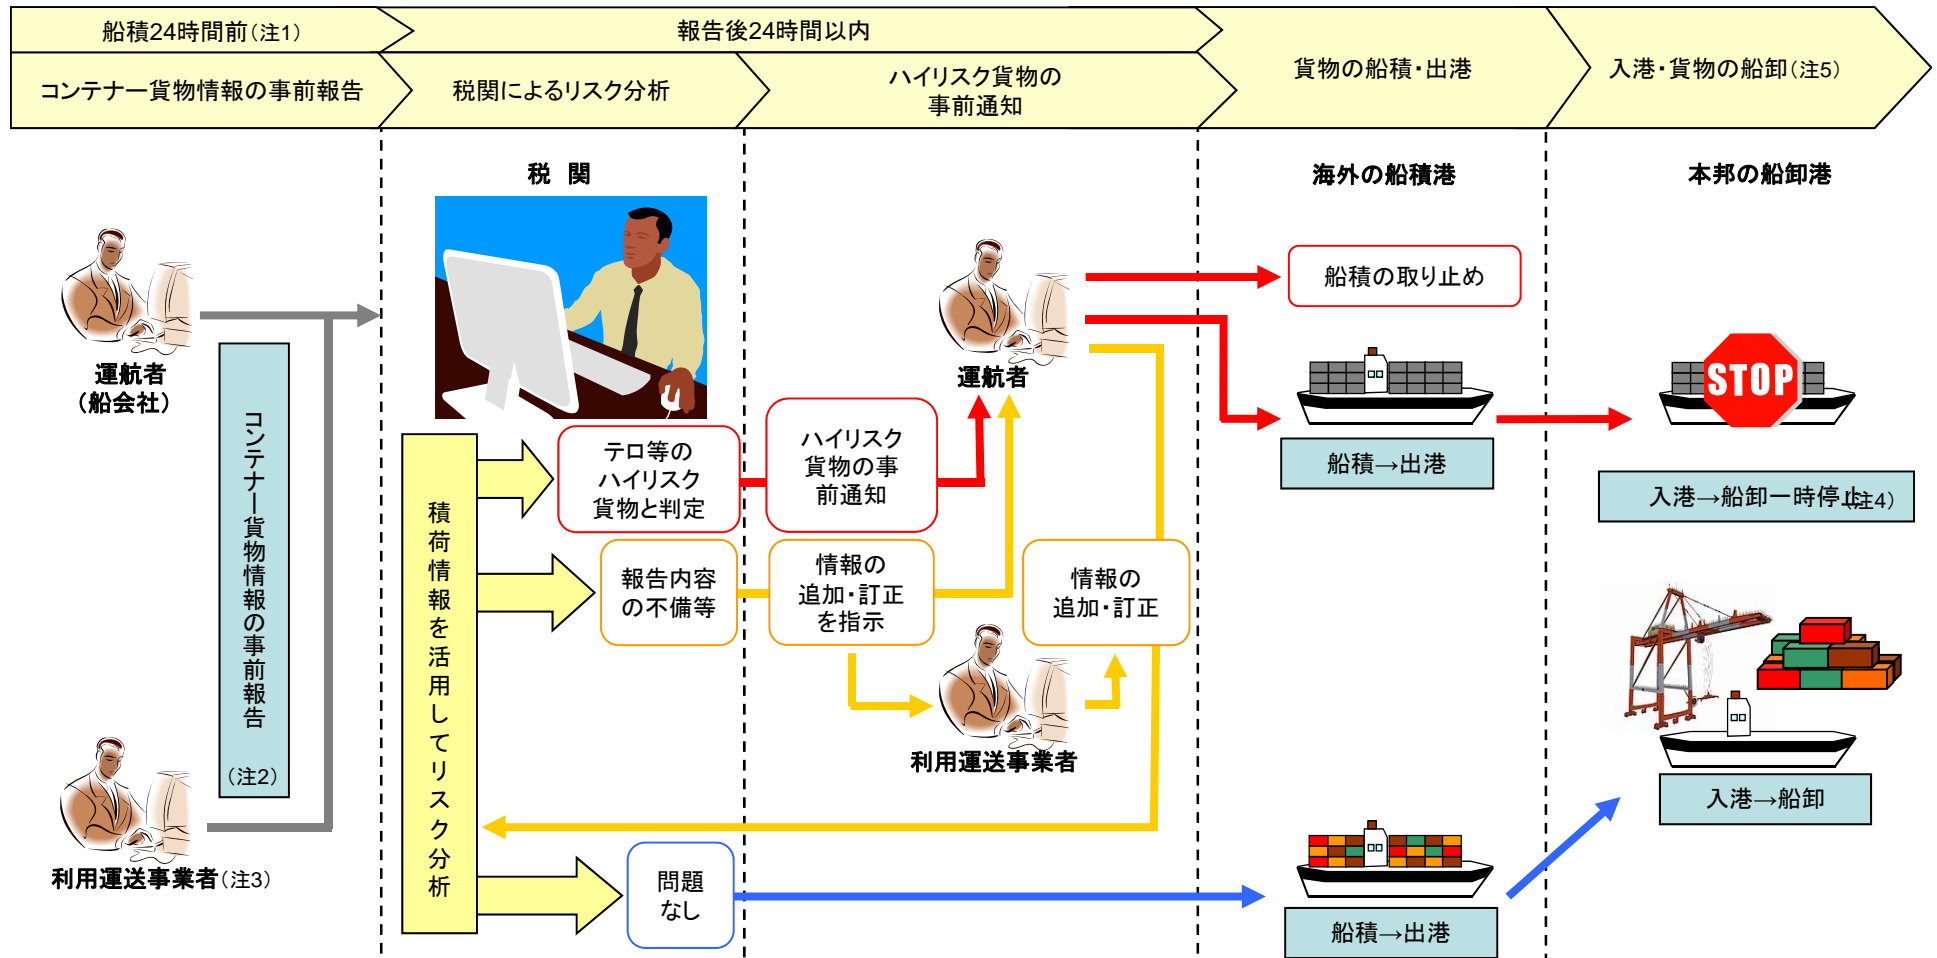 船積24時間前(注1)
報告後24時間以内
コンテナー貨物情報の事前報告
税関によるリスク分析
ハイリスク貨物の
事前通知
貨物の船積・出港
入港・貨物の船卸(注5)
税 関
海外の船積港
本邦の船卸港
運航者
(船会社)
コンテナー貨物情報の事前報告
(注2)
利用運送事業者(注3)
積荷情報を活用してリスク分析
テロ等の
ハイリスク
貨物と判定
ハイリスク
貨物の事
前通知
運航者
報告内容
の不備等
情報の
追加・訂正
を指示
情報の
追加・訂正
利用運送事業者
問題
なし
船積の取り止め
船積→出港
STOP
入港→船卸一時停止(注4)
入港→船卸
船積→出港